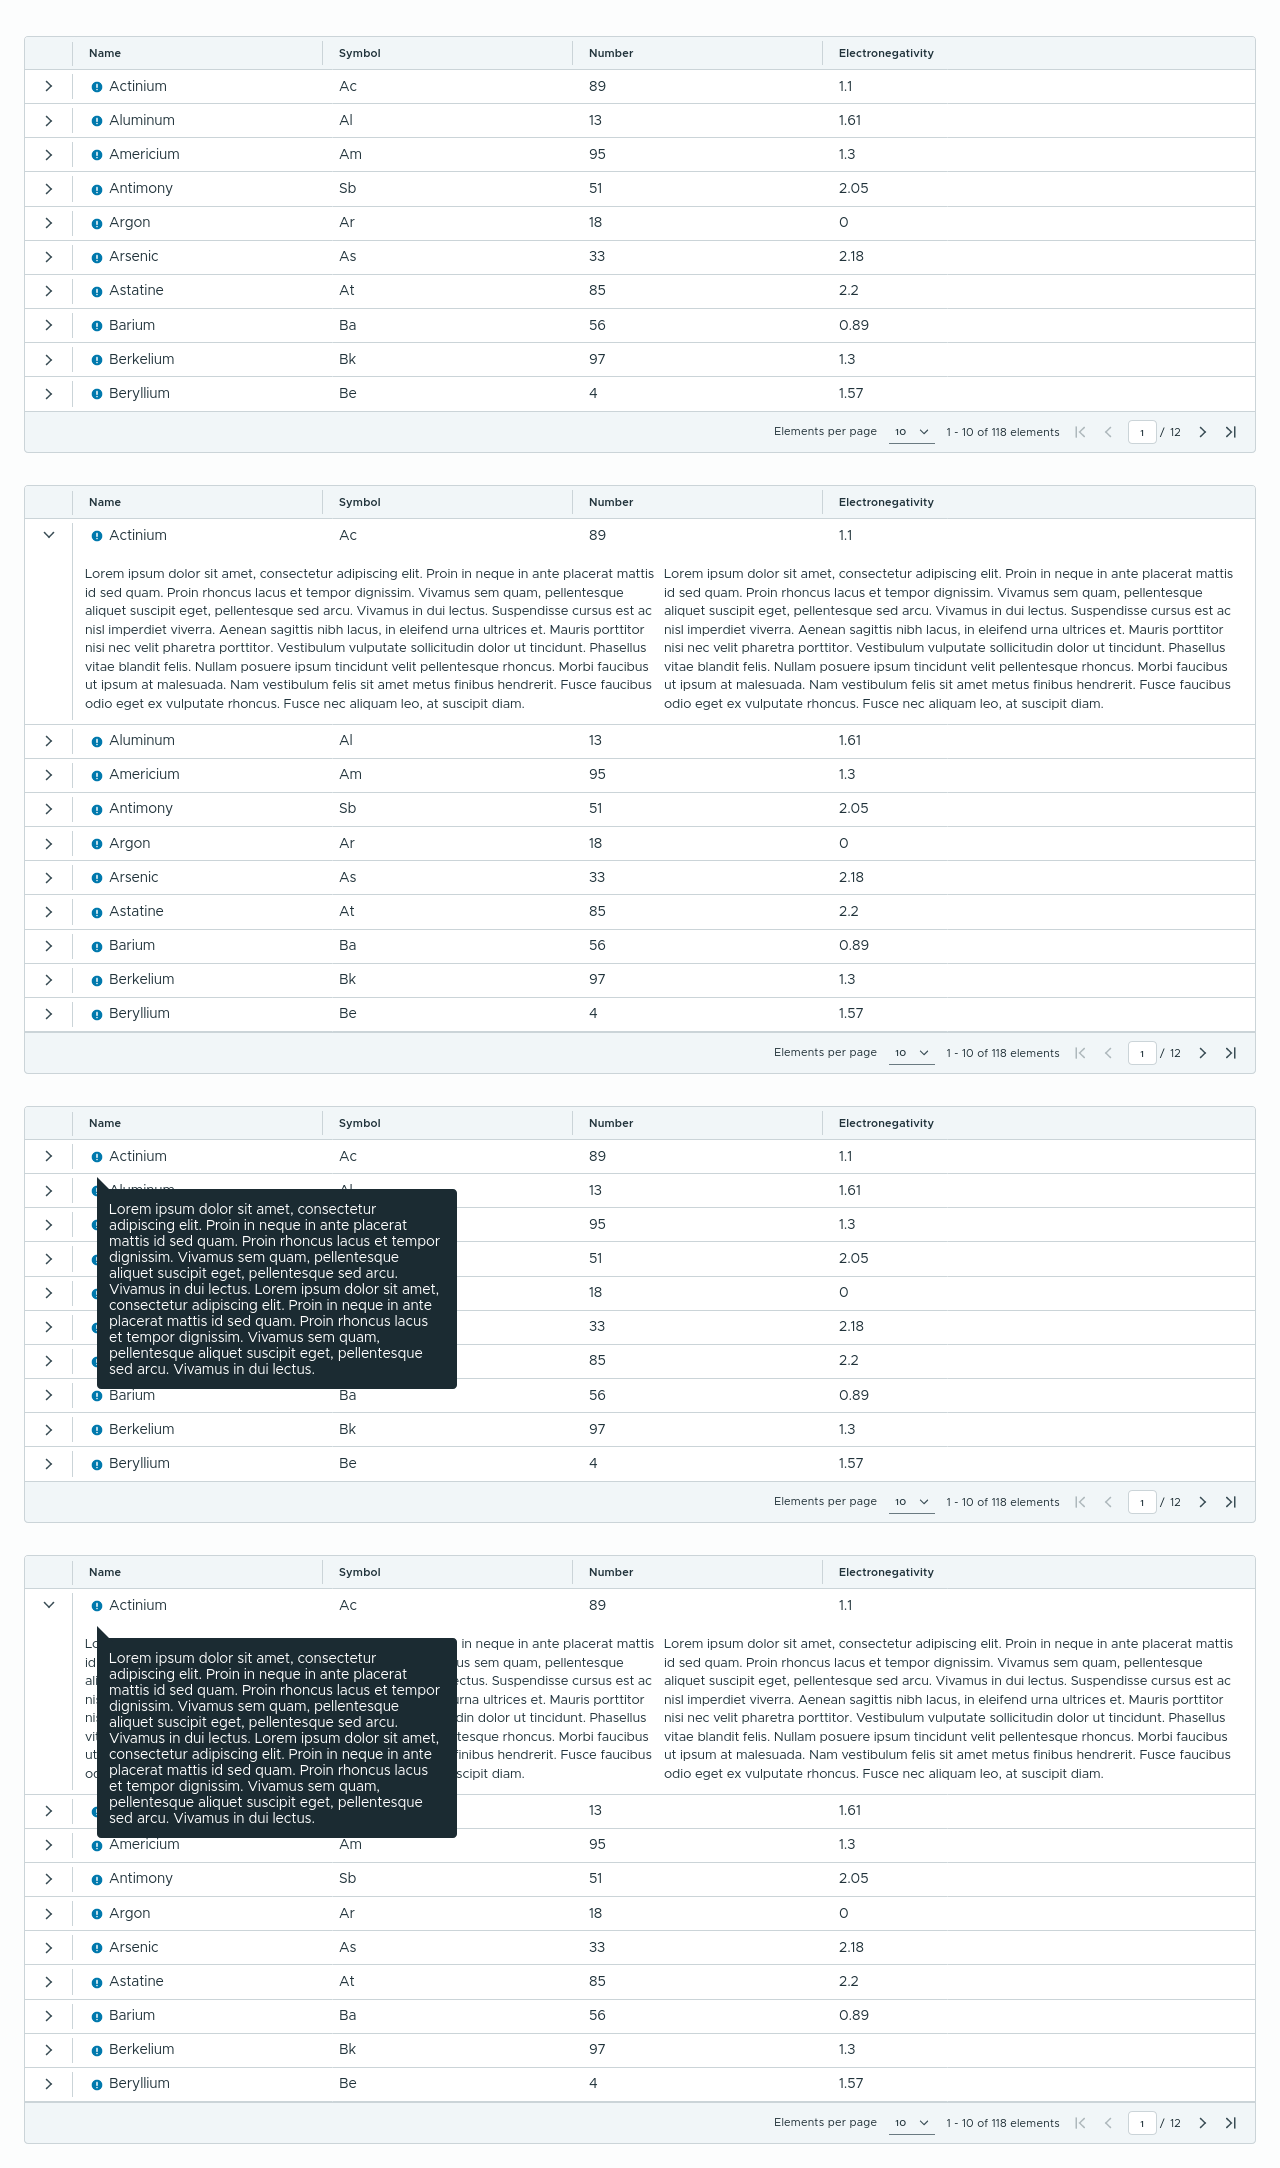 Name Symbol Number Electronegativity
Actinium Ac 89 1.1
Aluminum Al 13 1.61
Americium Am 95 1.3
Antimony Sb 51 2.05
Argon Ar 18 0
Arsenic As 33 2.18
Astatine At 85 2.2
Barium Ba 56 0.89
Berkelium Bk 97 1.3
Beryllium Be 4 1.57
Elements per page 10 1 - 10 of 118 elements 1 / 12
Name Symbol Number Electronegativity
Actinium Ac 89 1.1
Lorem ipsum dolor sit amet, consectetur adipiscing elit. Proin in neque in ante placerat mattis
id sed quam. Proin rhoncus lacus et tempor dignissim. Vivamus sem quam, pellentesque
aliquet suscipit eget, pellentesque sed arcu. Vivamus in dui lectus. Suspendisse cursus est ac
nisl imperdiet viverra. Aenean sagittis nibh lacus, in eleifend urna ultrices et. Mauris porttitor
nisi nec velit pharetra porttitor. Vestibulum vulputate sollicitudin dolor ut tincidunt. Phasellus
vitae blandit felis. Nullam posuere ipsum tincidunt velit pellentesque rhoncus. Morbi faucibus
ut ipsum at malesuada. Nam vestibulum felis sit amet metus finibus hendrerit. Fusce faucibus
odio eget ex vulputate rhoncus. Fusce nec aliquam leo, at suscipit diam.
Lorem ipsum dolor sit amet, consectetur adipiscing elit. Proin in neque in ante placerat mattis
id sed quam. Proin rhoncus lacus et tempor dignissim. Vivamus sem quam, pellentesque
aliquet suscipit eget, pellentesque sed arcu. Vivamus in dui lectus. Suspendisse cursus est ac
nisl imperdiet viverra. Aenean sagittis nibh lacus, in eleifend urna ultrices et. Mauris porttitor
nisi nec velit pharetra porttitor. Vestibulum vulputate sollicitudin dolor ut tincidunt. Phasellus
vitae blandit felis. Nullam posuere ipsum tincidunt velit pellentesque rhoncus. Morbi faucibus
ut ipsum at malesuada. Nam vestibulum felis sit amet metus finibus hendrerit. Fusce faucibus
odio eget ex vulputate rhoncus. Fusce nec aliquam leo, at suscipit diam.
Aluminum Al 13 1.61
Americium Am 95 1.3
Antimony Sb 51 2.05
Argon Ar 18 0
Arsenic As 33 2.18
Astatine At 85 2.2
Barium Ba 56 0.89
Berkelium Bk 97 1.3
Beryllium Be 4 1.57
Elements per page 10 1 - 10 of 118 elements 1 / 12
Name Symbol Number Electronegativity
Actinium Ac 89 1.1
Aluminum Al 13 1.61
95 1.3
51 2.05
18 0
33 2.18
85 2.2
Lorem ipsum dolor sit amet, consectetur
adipiscing elit. Proin in neque in ante placerat
mattis id sed quam. Proin rhoncus lacus et tempor
dignissim. Vivamus sem quam, pellentesque
aliquet suscipit eget, pellentesque sed arcu.
Vivamus in dui lectus. Lorem ipsum dolor sit amet,
consectetur adipiscing elit. Proin in neque in ante
placerat mattis id sed quam. Proin rhoncus lacus
et tempor dignissim. Vivamus sem quam,
pellentesque aliquet suscipit eget, pellentesque
sed arcu. Vivamus in dui lectus.
Barium Ba 56 0.89
Berkelium Bk 97 1.3
Beryllium Be 4 1.57
Elements per page 10 1 - 10 of 118 elements 1 / 12
Name Symbol Number Electronegativity
Actinium Ac 89 1.1
Lorem ipsum dolor sit amet, consectetur
adipiscing elit. Proin in neque in ante placerat
mattis id sed quam. Proin rhoncus lacus et tempor
dignissim. Vivamus sem quam, pellentesque
aliquet suscipit eget, pellentesque sed arcu.
Vivamus in dui lectus. Lorem ipsum dolor sit amet,
consectetur adipiscing elit. Proin in neque in ante
placerat mattis id sed quam. Proin rhoncus lacus
et tempor dignissim. Vivamus sem quam,
pellentesque aliquet suscipit eget, pellentesque
sed arcu. Vivamus in dui lectus.
in neque in ante placerat mattis
sem quam, pellentesque
Suspendisse cursus est ac
ultrices et. Mauris porttitor
dolor ut tincidunt. Phasellus
rhoncus. Morbi faucibus
finibus hendrerit. Fusce faucibus
diam.
Lorem ipsum dolor sit amet, consectetur adipiscing elit. Proin in neque in ante placerat mattis
id sed quam. Proin rhoncus lacus et tempor dignissim. Vivamus sem quam, pellentesque
aliquet suscipit eget, pellentesque sed arcu. Vivamus in dui lectus. Suspendisse cursus est ac
nisl imperdiet viverra. Aenean sagittis nibh lacus, in eleifend urna ultrices et. Mauris porttitor
nisi nec velit pharetra porttitor. Vestibulum vulputate sollicitudin dolor ut tincidunt. Phasellus
vitae blandit felis. Nullam posuere ipsum tincidunt velit pellentesque rhoncus. Morbi faucibus
ut ipsum at malesuada. Nam vestibulum felis sit amet metus finibus hendrerit. Fusce faucibus
odio eget ex vulputate rhoncus. Fusce nec aliquam leo, at suscipit diam.
13 1.61
Americium Am 95 1.3
Antimony Sb 51 2.05
Argon Ar 18 0
Arsenic As 33 2.18
Astatine At 85 2.2
Barium Ba 56 0.89
Berkelium Bk 97 1.3
Beryllium Be 4 1.57
Elements per page 10 1 - 10 of 118 elements 1 / 12